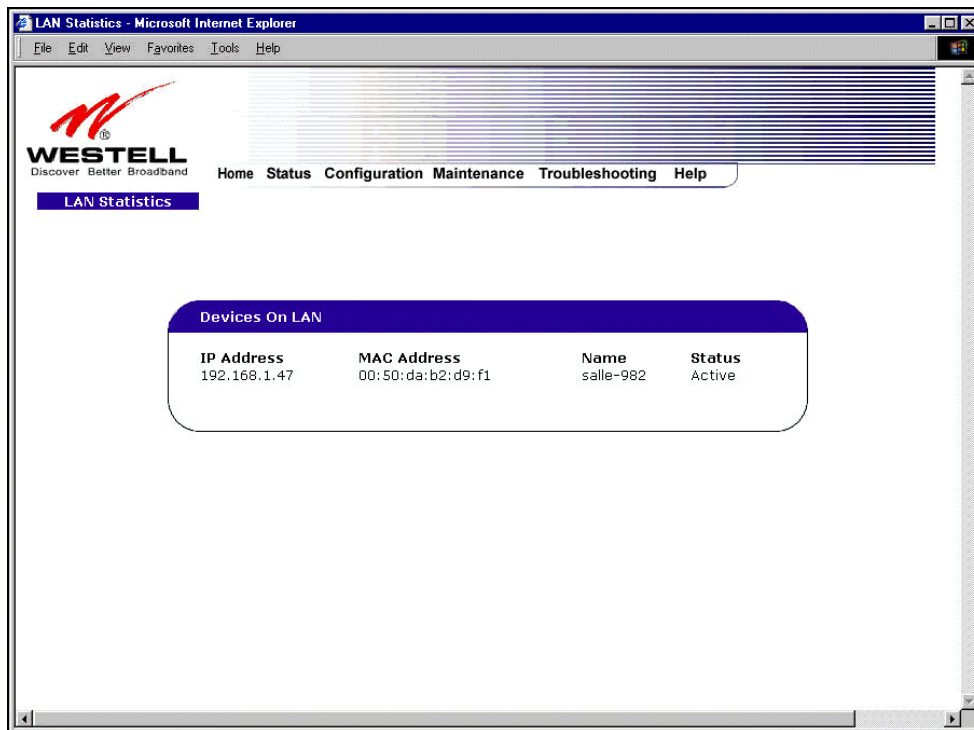 LAN Statistics - Microsoft Internet Explorer
File Edit View Favorites Tools Help
®
WESTELL
Discover Better Broadband
Home Status Configuration Maintenance Troubleshooting Help
LAN Statistics
Devices On LAN
IP Address MAC Address Name Status
192.168.1.47 00:50:da:b2:d9:f1 salle-982 Active